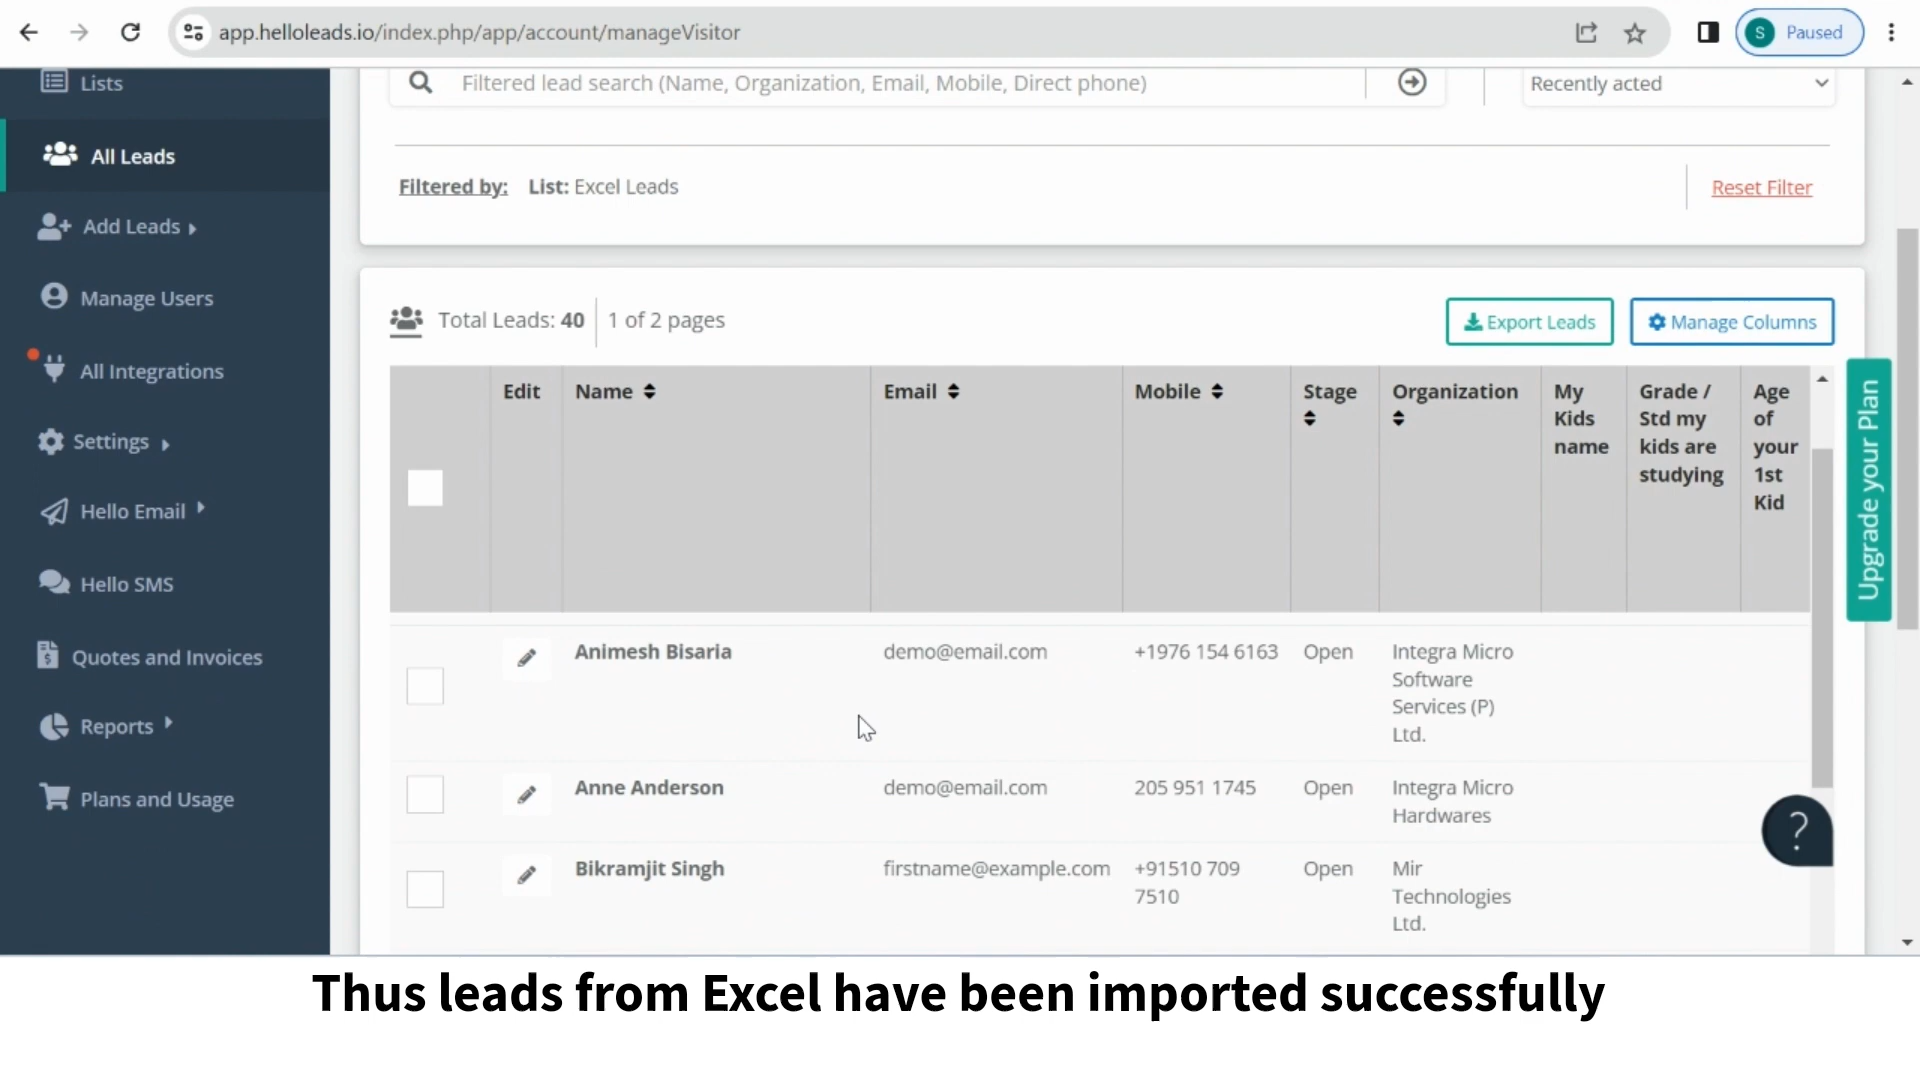 app.helloleads.io/index.php/app/account/manageVisitor
S Paused
Lists
All Leads
Add Leads
Manage Users
All Integrations
Settings
Hello Email
Hello SMS
Quotes and Invoices
Reports
Plans and Usage
Filtered lead search (Name, Organization, Email, Mobile, Direct phone)
Recently acted
Filtered by: List: Excel Leads
Reset Filter
Total Leads: 40 1 of 2 pages
Export Leads
Manage Columns
Edit Name Email Mobile Stage Organization
My
Kids
name
Grade /
Std my
kids are
studying
Age
of
your
1st
Kid
Animesh Bisaria demo@email.com +1976 154 6163 Open Integra Micro
Software
Services (P)
Ltd.
Anne Anderson demo@email.com 205 951 1745 Open Integra Micro
Hardwares
Bikramjit Singh firstname@example.com +91510 709 Open Mir
7510 Technologies
Ltd.
Upgrade your Plan
?
Thus leads from Excel have been imported successfully